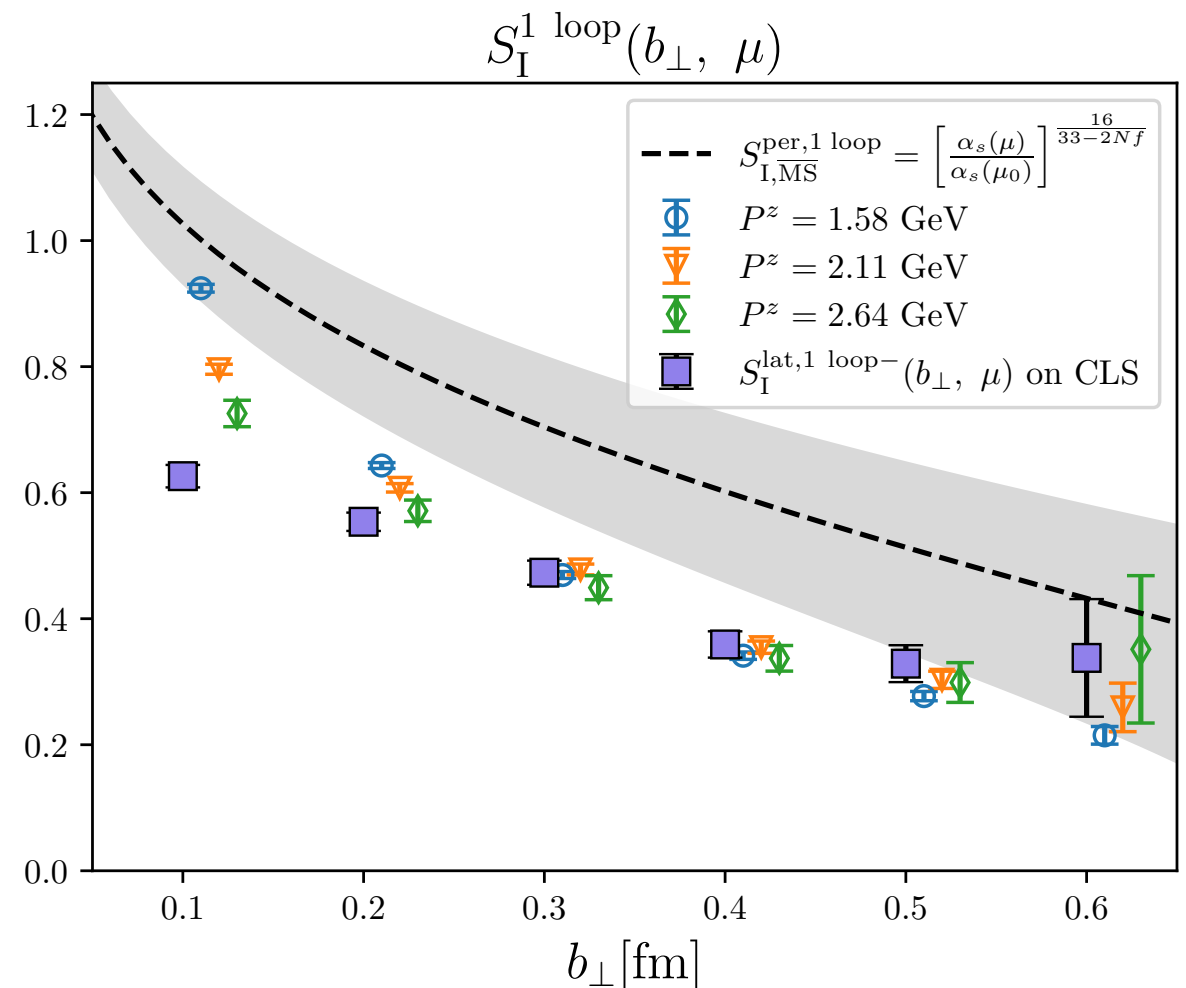 S_I^{1 loop}(b_⊥, μ)
1.2
1.0
0.8
0.6
0.4
0.2
0.0
S_{I,\overline{MS}}^{per,1 loop} = [α_s(μ)/α_s(μ_0)]^{16/(33−2Nf)}
P^z = 1.58 GeV
P^z = 2.11 GeV
P^z = 2.64 GeV
S_I^{lat,1 loop−}(b_⊥, μ) on CLS
0.1 0.2 0.3 0.4 0.5 0.6
b_⊥[fm]